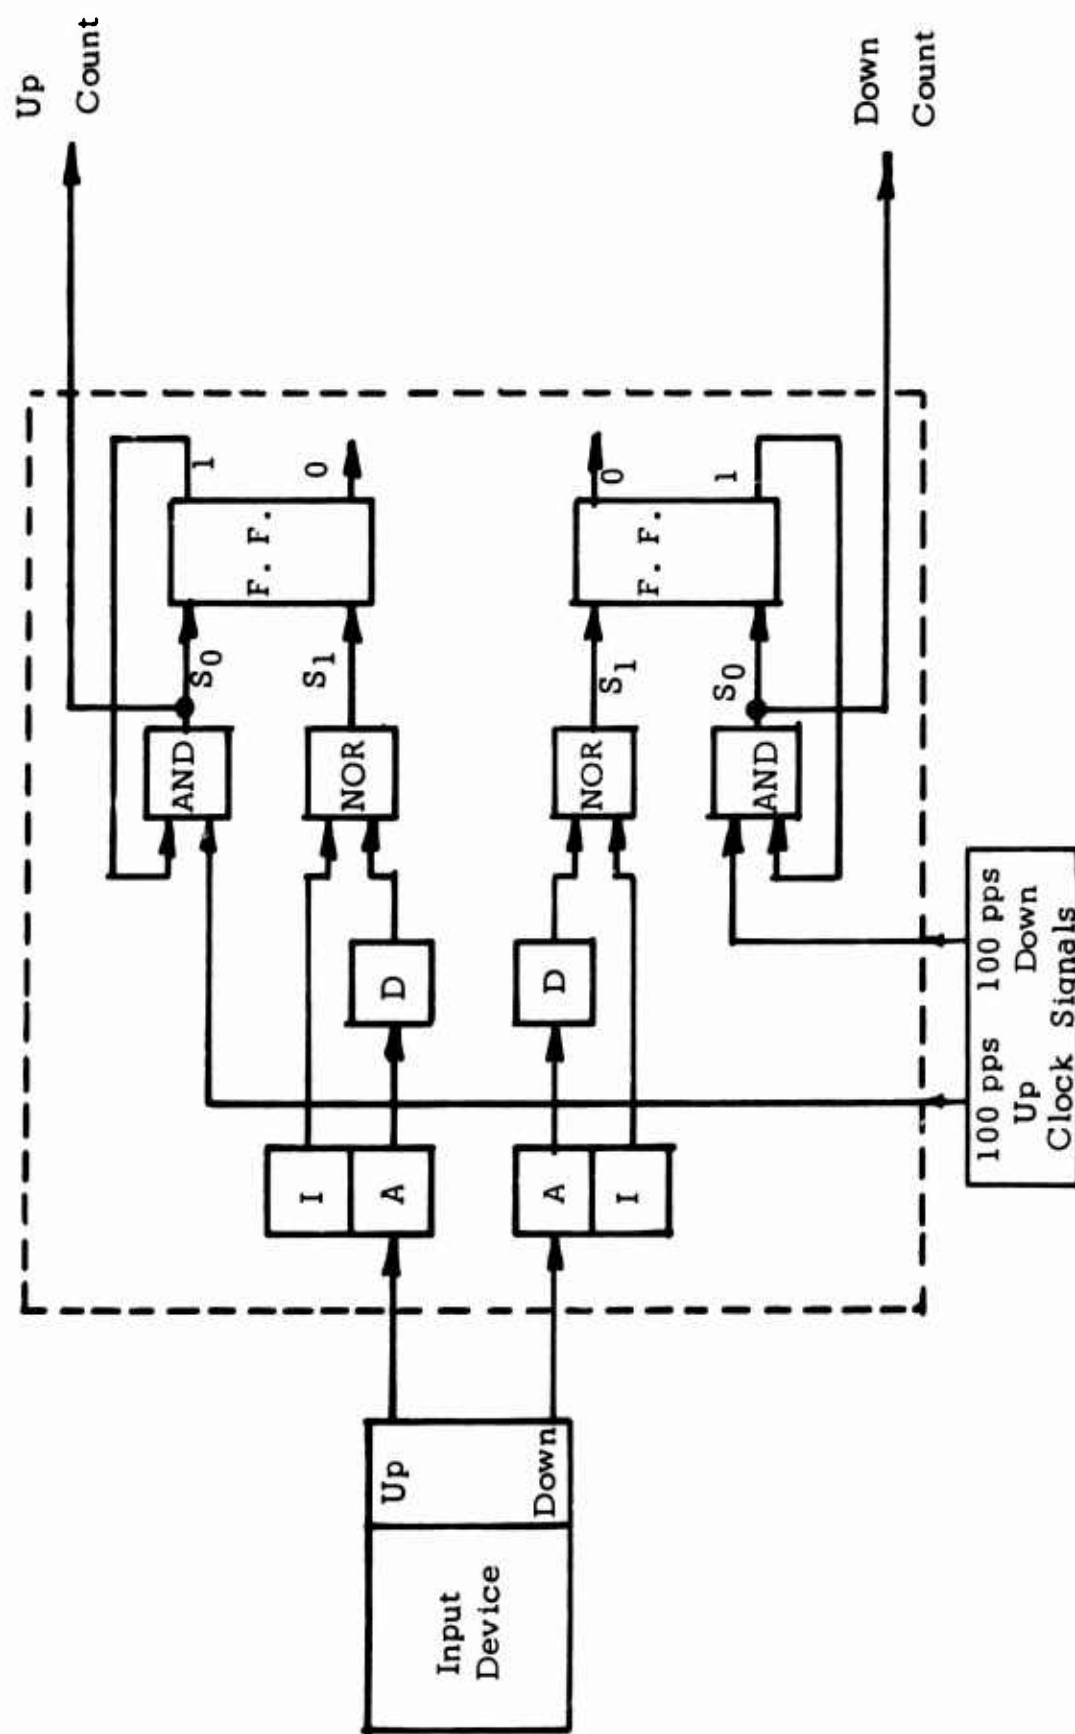 Up
Count
Down
Count
1
0
0
1
F. F.
F. F.
S0
S1
S1
S0
AND
NOR
NOR
AND
D
D
I
A
A
I
100 pps
Up
100 pps
Down
Clock Signals
Up
Down
Input
Device